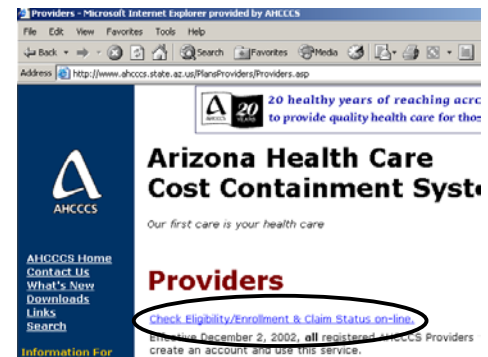 Providers - Microsoft Internet Explorer provided by AHCCCS
File Edit View Favorites Tools Help
Back Search Favorites Media
Address http://www.ahcccs.state.az.us/PlansProviders/Providers.asp
AHCCCS 20 YEARS
20 healthy years of reaching
to provide quality health care for
Arizona Health Care
Cost Containment
AHCCCS
Our first care is your health care
AHCCCS Home
Contact Us
What's New
Downloads
Links
Search
Information For
Providers
Check Eligibility/Enrollment & Claim Status on-line.
Effective December 2, 2002, all registered AHCCCS Providers
create an account and use this service.